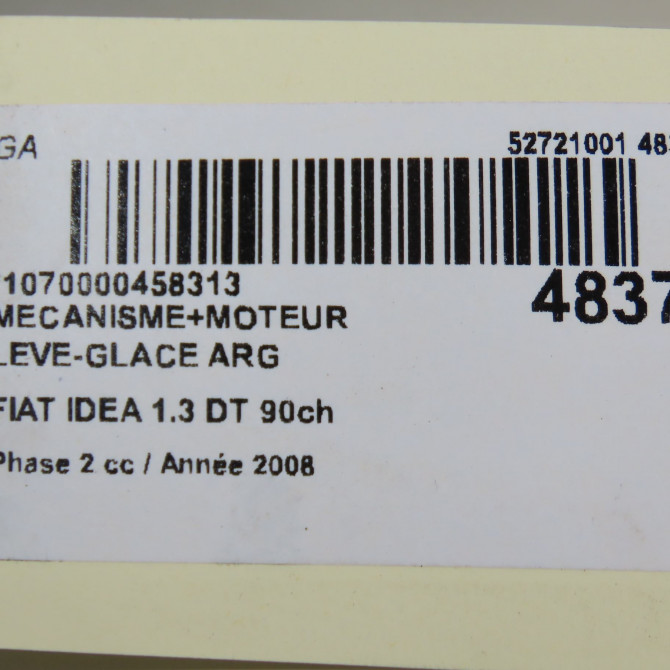 GA 52721001 483
1070000458313
4837
MECANISME+MOTEUR
LEVE-GLACE ARG
FIAT IDEA 1.3 DT 90ch
Phase 2 cc / Année 2008